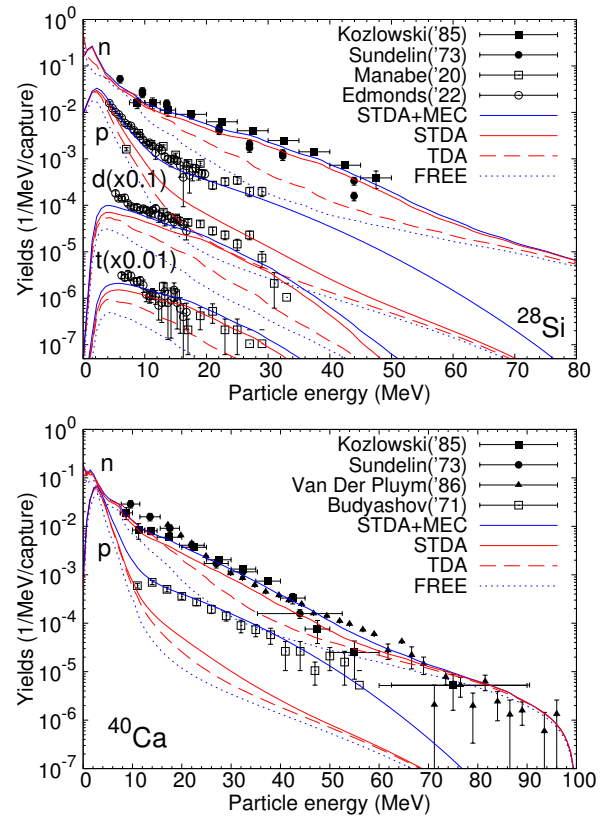 10⁰
10⁻¹
10⁻²
10⁻³
10⁻⁴
10⁻⁵
10⁻⁶
10⁻⁷
Yields (1/MeV/capture)
n
p
d(x0.1)
t(x0.01)
Kozlowski('85)
Sundelin('73)
Manabe('20)
Edmonds('22)
STDA+MEC
STDA
TDA
FREE
²⁸Si
0 10 20 30 40 50 60 70 80
Particle energy (MeV)
10⁰
10⁻¹
10⁻²
10⁻³
10⁻⁴
10⁻⁵
10⁻⁶
10⁻⁷
Yields (1/MeV/capture)
n
p
Kozlowski('85)
Sundelin('73)
Van Der Pluym('86)
Budyashov('71)
STDA+MEC
STDA
TDA
FREE
⁴⁰Ca
0 10 20 30 40 50 60 70 80 90 100
Particle energy (MeV)